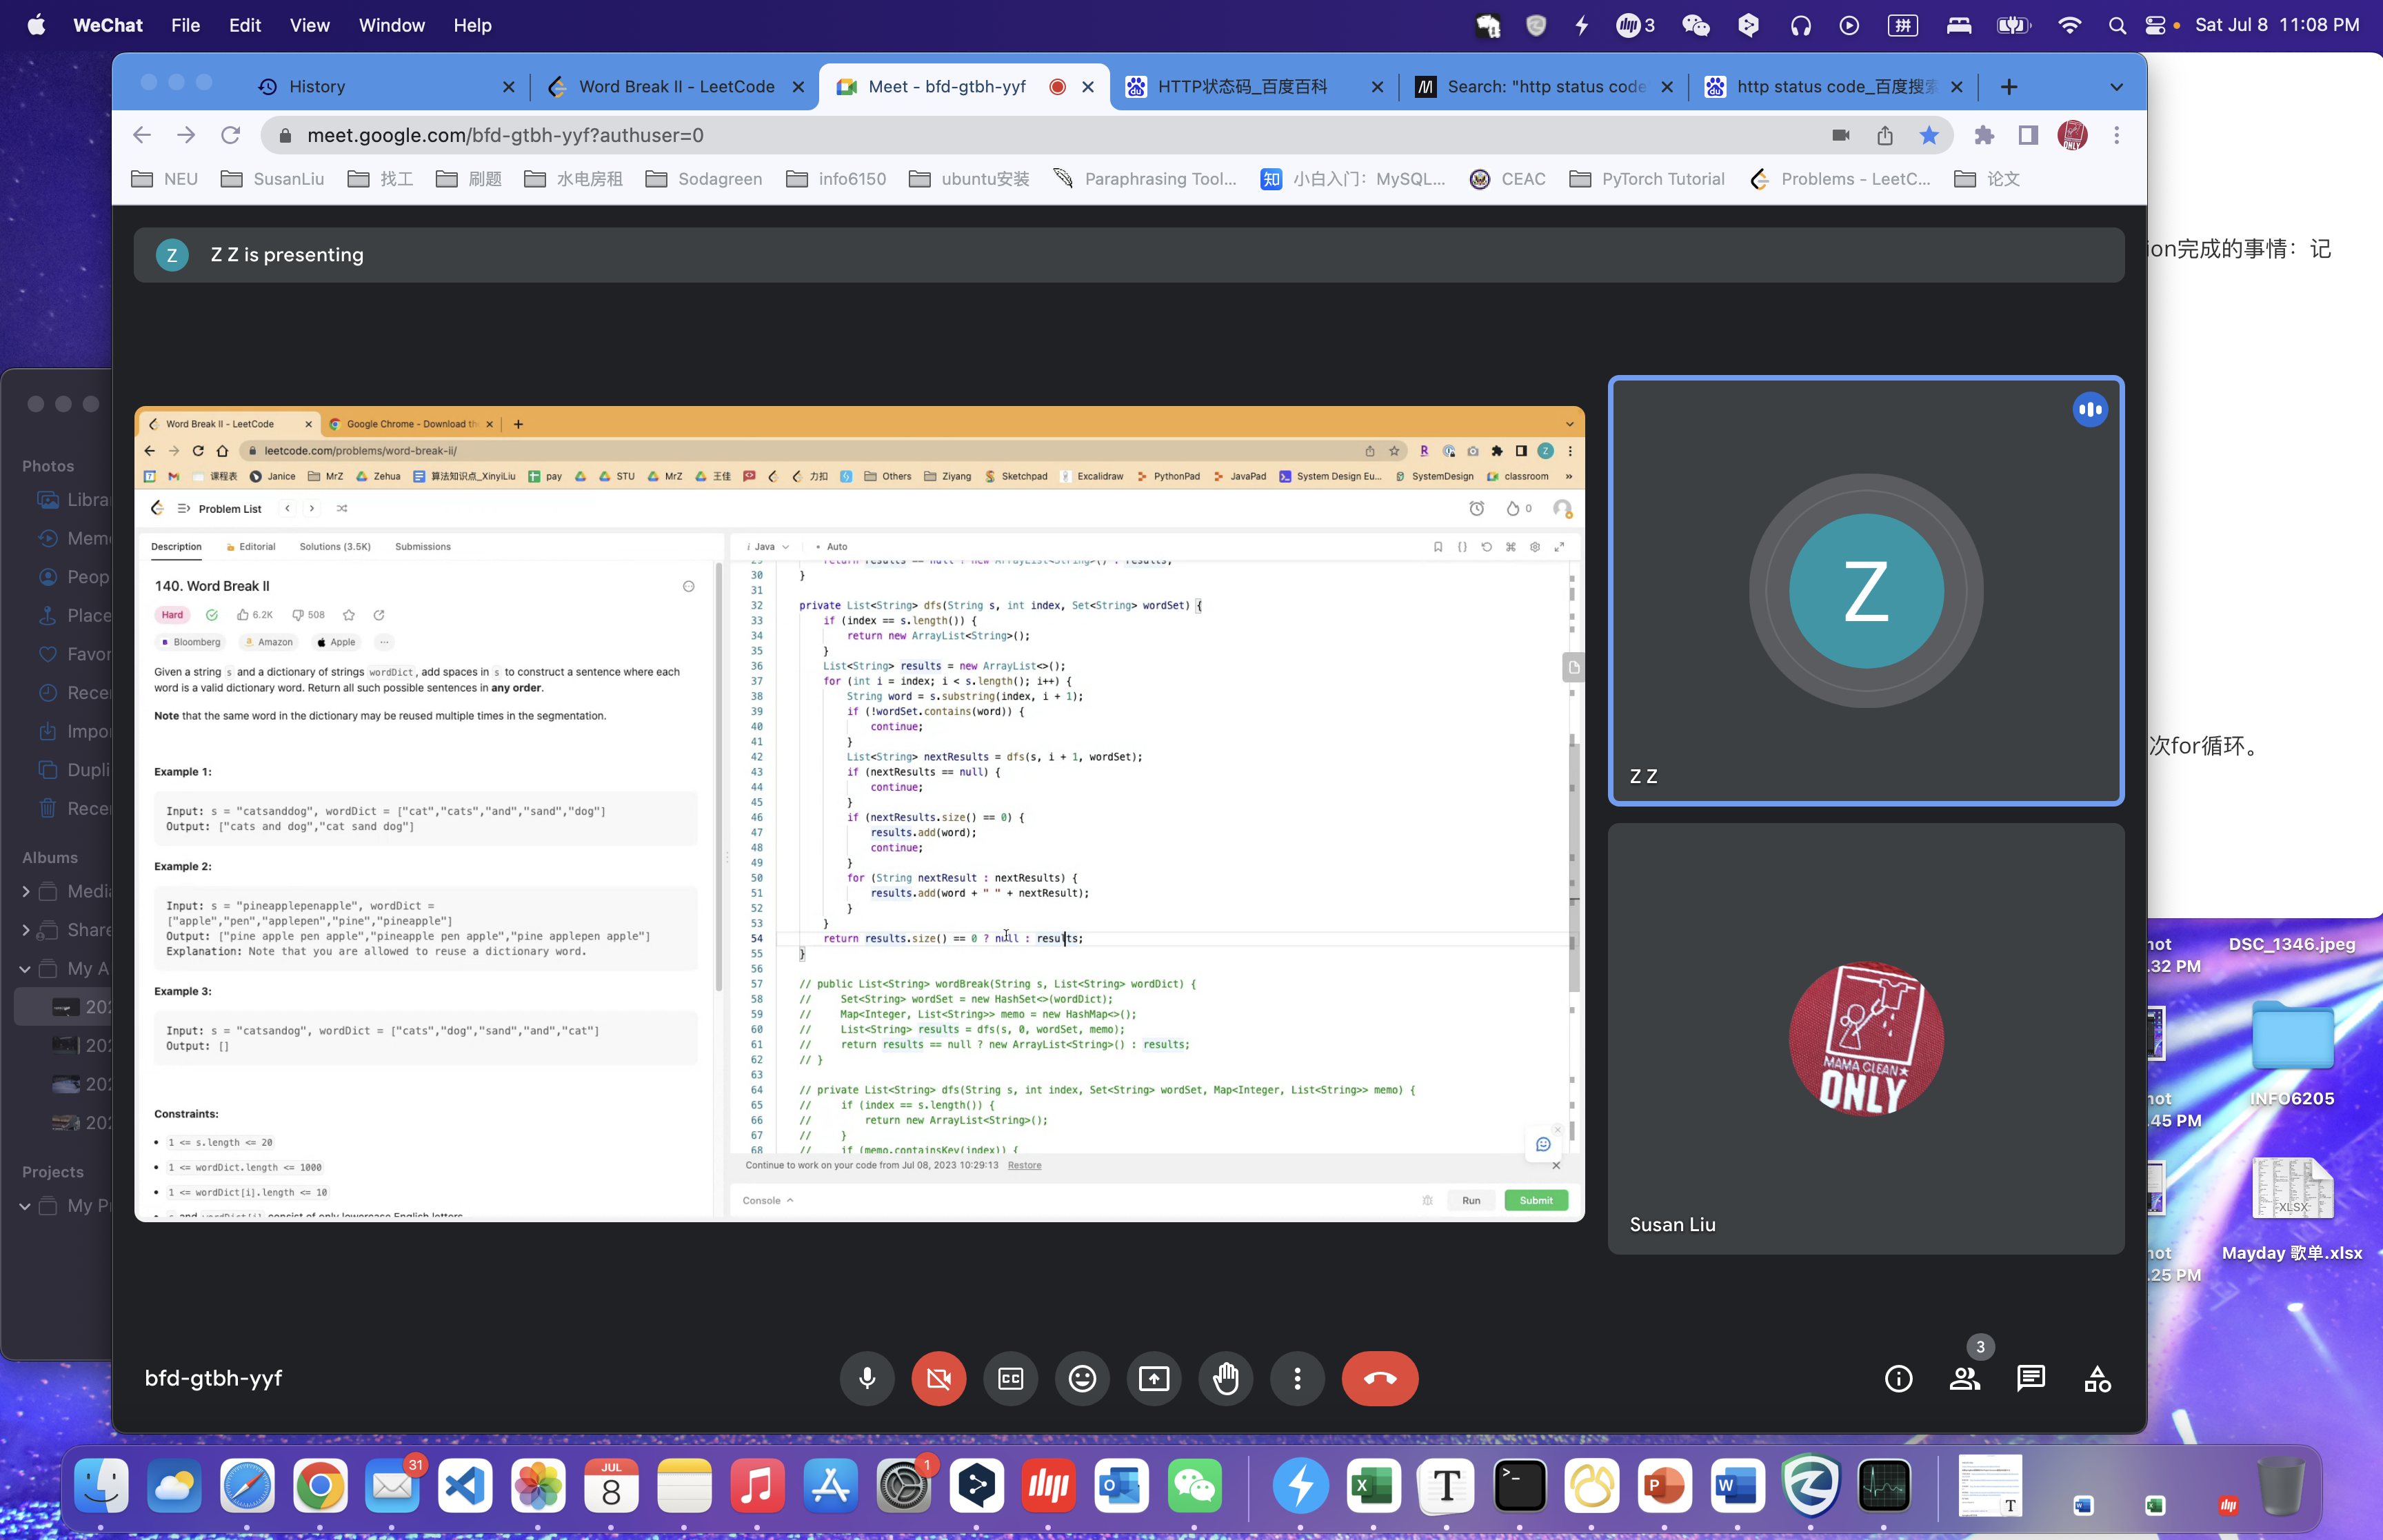 WeChat File Edit View Window Help
3 拼 Sat Jul 8 11:08 PM
History
Word Break II - LeetCode
Meet - bfd-gtbh-yyf
HTTP状态码_百度百科
Search: "http status code
http status code_百度搜索
meet.google.com/bfd-gtbh-yyf?authuser=0
NEU SusanLiu 找工 刷题 水电房租 Sodagreen info6150 ubuntu安装 Paraphrasing Tool... 知 小白入门：MySQL... CEAC PyTorch Tutorial Problems - LeetC... 论文
Z Z Z is presenting
ion完成的事情：记
次for循环。
Photos
Albums
Projects
Word Break II - LeetCode
Google Chrome - Download th
leetcode.com/problems/word-break-ii/
课程表 Janice MrZ Zehua 算法知识点_XinyiLiu pay STU MrZ 王佳 力扣 Others Ziyang Sketchpad Excalidraw PythonPad JavaPad System Design Eu... SystemDesign classroom »
Problem List
0
Description Editorial Solutions (3.5K) Submissions
140. Word Break II
Hard 6.2K 508
Bloomberg Amazon Apple ...
Given a string s and a dictionary of strings wordDict, add spaces in s to construct a sentence where each
word is a valid dictionary word. Return all such possible sentences in any order.
Note that the same word in the dictionary may be reused multiple times in the segmentation.
Example 1:
Input: s = "catsanddog", wordDict = ["cat","cats","and","sand","dog"]
Output: ["cats and dog","cat sand dog"]
Example 2:
Input: s = "pineapplepenapple", wordDict =
["apple","pen","applepen","pine","pineapple"]
Output: ["pine apple pen apple","pineapple pen apple","pine applepen apple"]
Explanation: Note that you are allowed to reuse a dictionary word.
Example 3:
Input: s = "catsandog", wordDict = ["cats","dog","sand","and","cat"]
Output: []
Constraints:
• 1 <= s.length <= 20
• 1 <= wordDict.length <= 1000
• 1 <= wordDict[i].length <= 10
• s and wordDict[i] consist of only lowercase English letters.
i Java • Auto
29 return results == null ? new ArrayList<String>() : results;
30 }
31
32 private List<String> dfs(String s, int index, Set<String> wordSet) {
33 if (index == s.length()) {
34 return new ArrayList<String>();
35 }
36 List<String> results = new ArrayList<>();
37 for (int i = index; i < s.length(); i++) {
38 String word = s.substring(index, i + 1);
39 if (!wordSet.contains(word)) {
40 continue;
41 }
42 List<String> nextResults = dfs(s, i + 1, wordSet);
43 if (nextResults == null) {
44 continue;
45 }
46 if (nextResults.size() == 0) {
47 results.add(word);
48 continue;
49 }
50 for (String nextResult : nextResults) {
51 results.add(word + " " + nextResult);
52 }
53 }
54 return results.size() == 0 ? null : results;
55 }
56
57 // public List<String> wordBreak(String s, List<String> wordDict) {
58 // Set<String> wordSet = new HashSet<>(wordDict);
59 // Map<Integer, List<String>> memo = new HashMap<>();
60 // List<String> results = dfs(s, 0, wordSet, memo);
61 // return results == null ? new ArrayList<String>() : results;
62 // }
63
64 // private List<String> dfs(String s, int index, Set<String> wordSet, Map<Integer, List<String>> memo) {
65 // if (index == s.length()) {
66 // return new ArrayList<String>();
67 // }
68 // if (memo.containsKey(index)) {
Continue to work on your code from Jul 08, 2023 10:29:13 Restore
Console
Run
Submit
Z
Z Z
MAMA CLEAN
ONLY
Susan Liu
DSC_1346.jpeg
.32 PM
INFO6205
.45 PM
XLSX
Mayday 歌单.xlsx
.25 PM
bfd-gtbh-yyf
CC
3
31
JUL
8
1